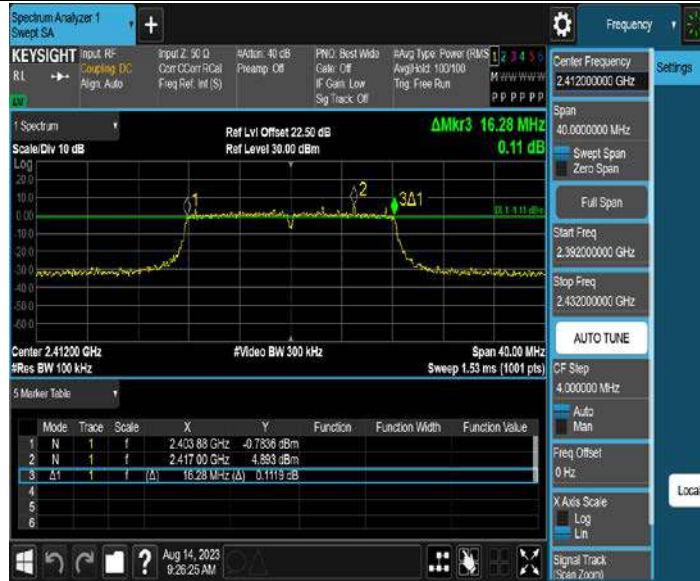 Spectrum Analyzer 1
Swept SA
+
Frequency
KEYSIGHT
Input: RF
Input Z: 50 Ω
#Atten: 40 dB
PNO: Best Wide
#Avg Type: Power (RMS
1 2 3 4 5 6
RL
Coupling: DC
Corr CCorr RCal
Preamp: Off
Gate: Off
Avg|Hold: 100/100
M W W W W W
Align: Auto
Freq Ref: Int (S)
IF Gain: Low
Trig: Free Run
Sig Track: Off
P P P P P P
Center Frequency
2.412000000 GHz
Settings
1 Spectrum
Ref Lvl Offset 22.50 dB
ΔMkr3 16.28 MHz
Scale/Div 10 dB
Ref Level 30.00 dBm
0.11 dB
Log
20.0
10.0
0.00
-10.0
-20.0
-30.0
-40.0
-50.0
-60.0
1
2
3Δ1
Span
40.0000000 MHz
Swept Span
Zero Span
Full Span
Start Freq
2.392000000 GHz
Stop Freq
2.432000000 GHz
AUTO TUNE
Center 2.41200 GHz
#Video BW 300 kHz
Span 40.00 MHz
#Res BW 100 kHz
Sweep 1.53 ms (1001 pts)
CF Step
4.000000 MHz
Auto
Man
5 Marker Table
Mode Trace Scale X Y Function Function Width Function Value
1 N 1 f 2.403 88 GHz -0.7836 dBm
2 N 1 f 2.417 00 GHz 4.893 dBm
3 Δ1 1 f (Δ) 16.28 MHz (Δ) 0.1119 dB
4
5
6
Freq Offset
0 Hz
X Axis Scale
Log
Lin
Local
Signal Track
(Span Zoom)
?
Aug 14, 2023
9:26:25 AM